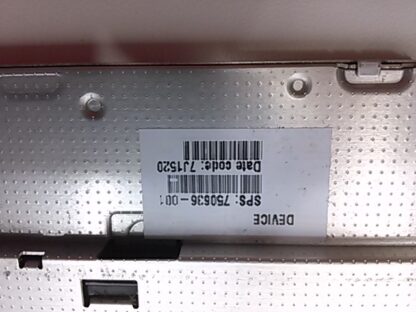 DEVICE
SPS: 750636-001
Date code: 7J1520